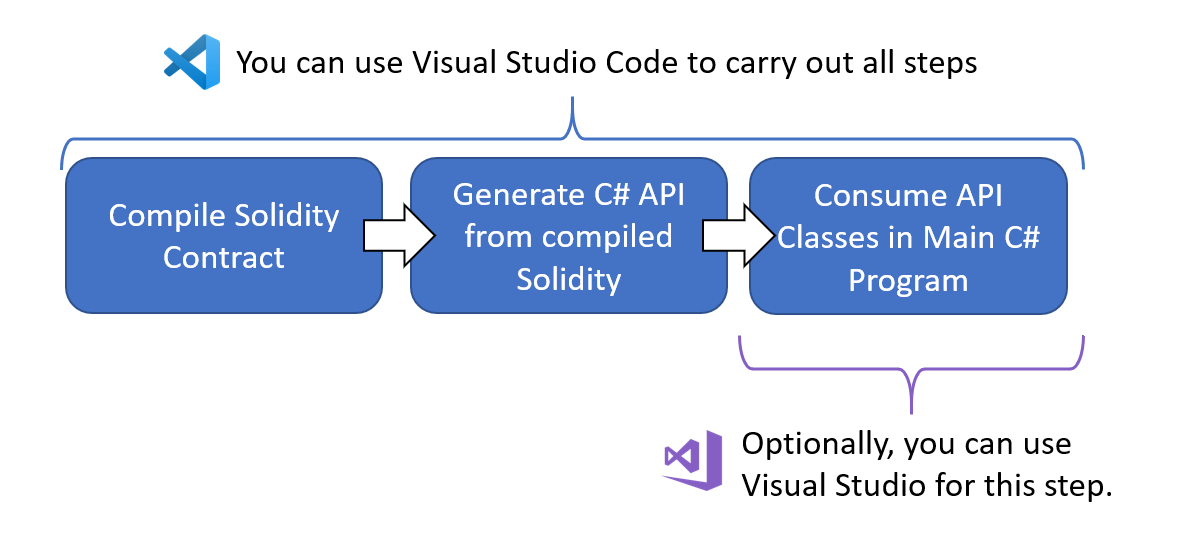 You can use Visual Studio Code to carry out all steps
Compile Solidity
Contract
Generate C# API
from compiled
Solidity
Consume API
Classes in Main C#
Program
Optionally, you can use
Visual Studio for this step.